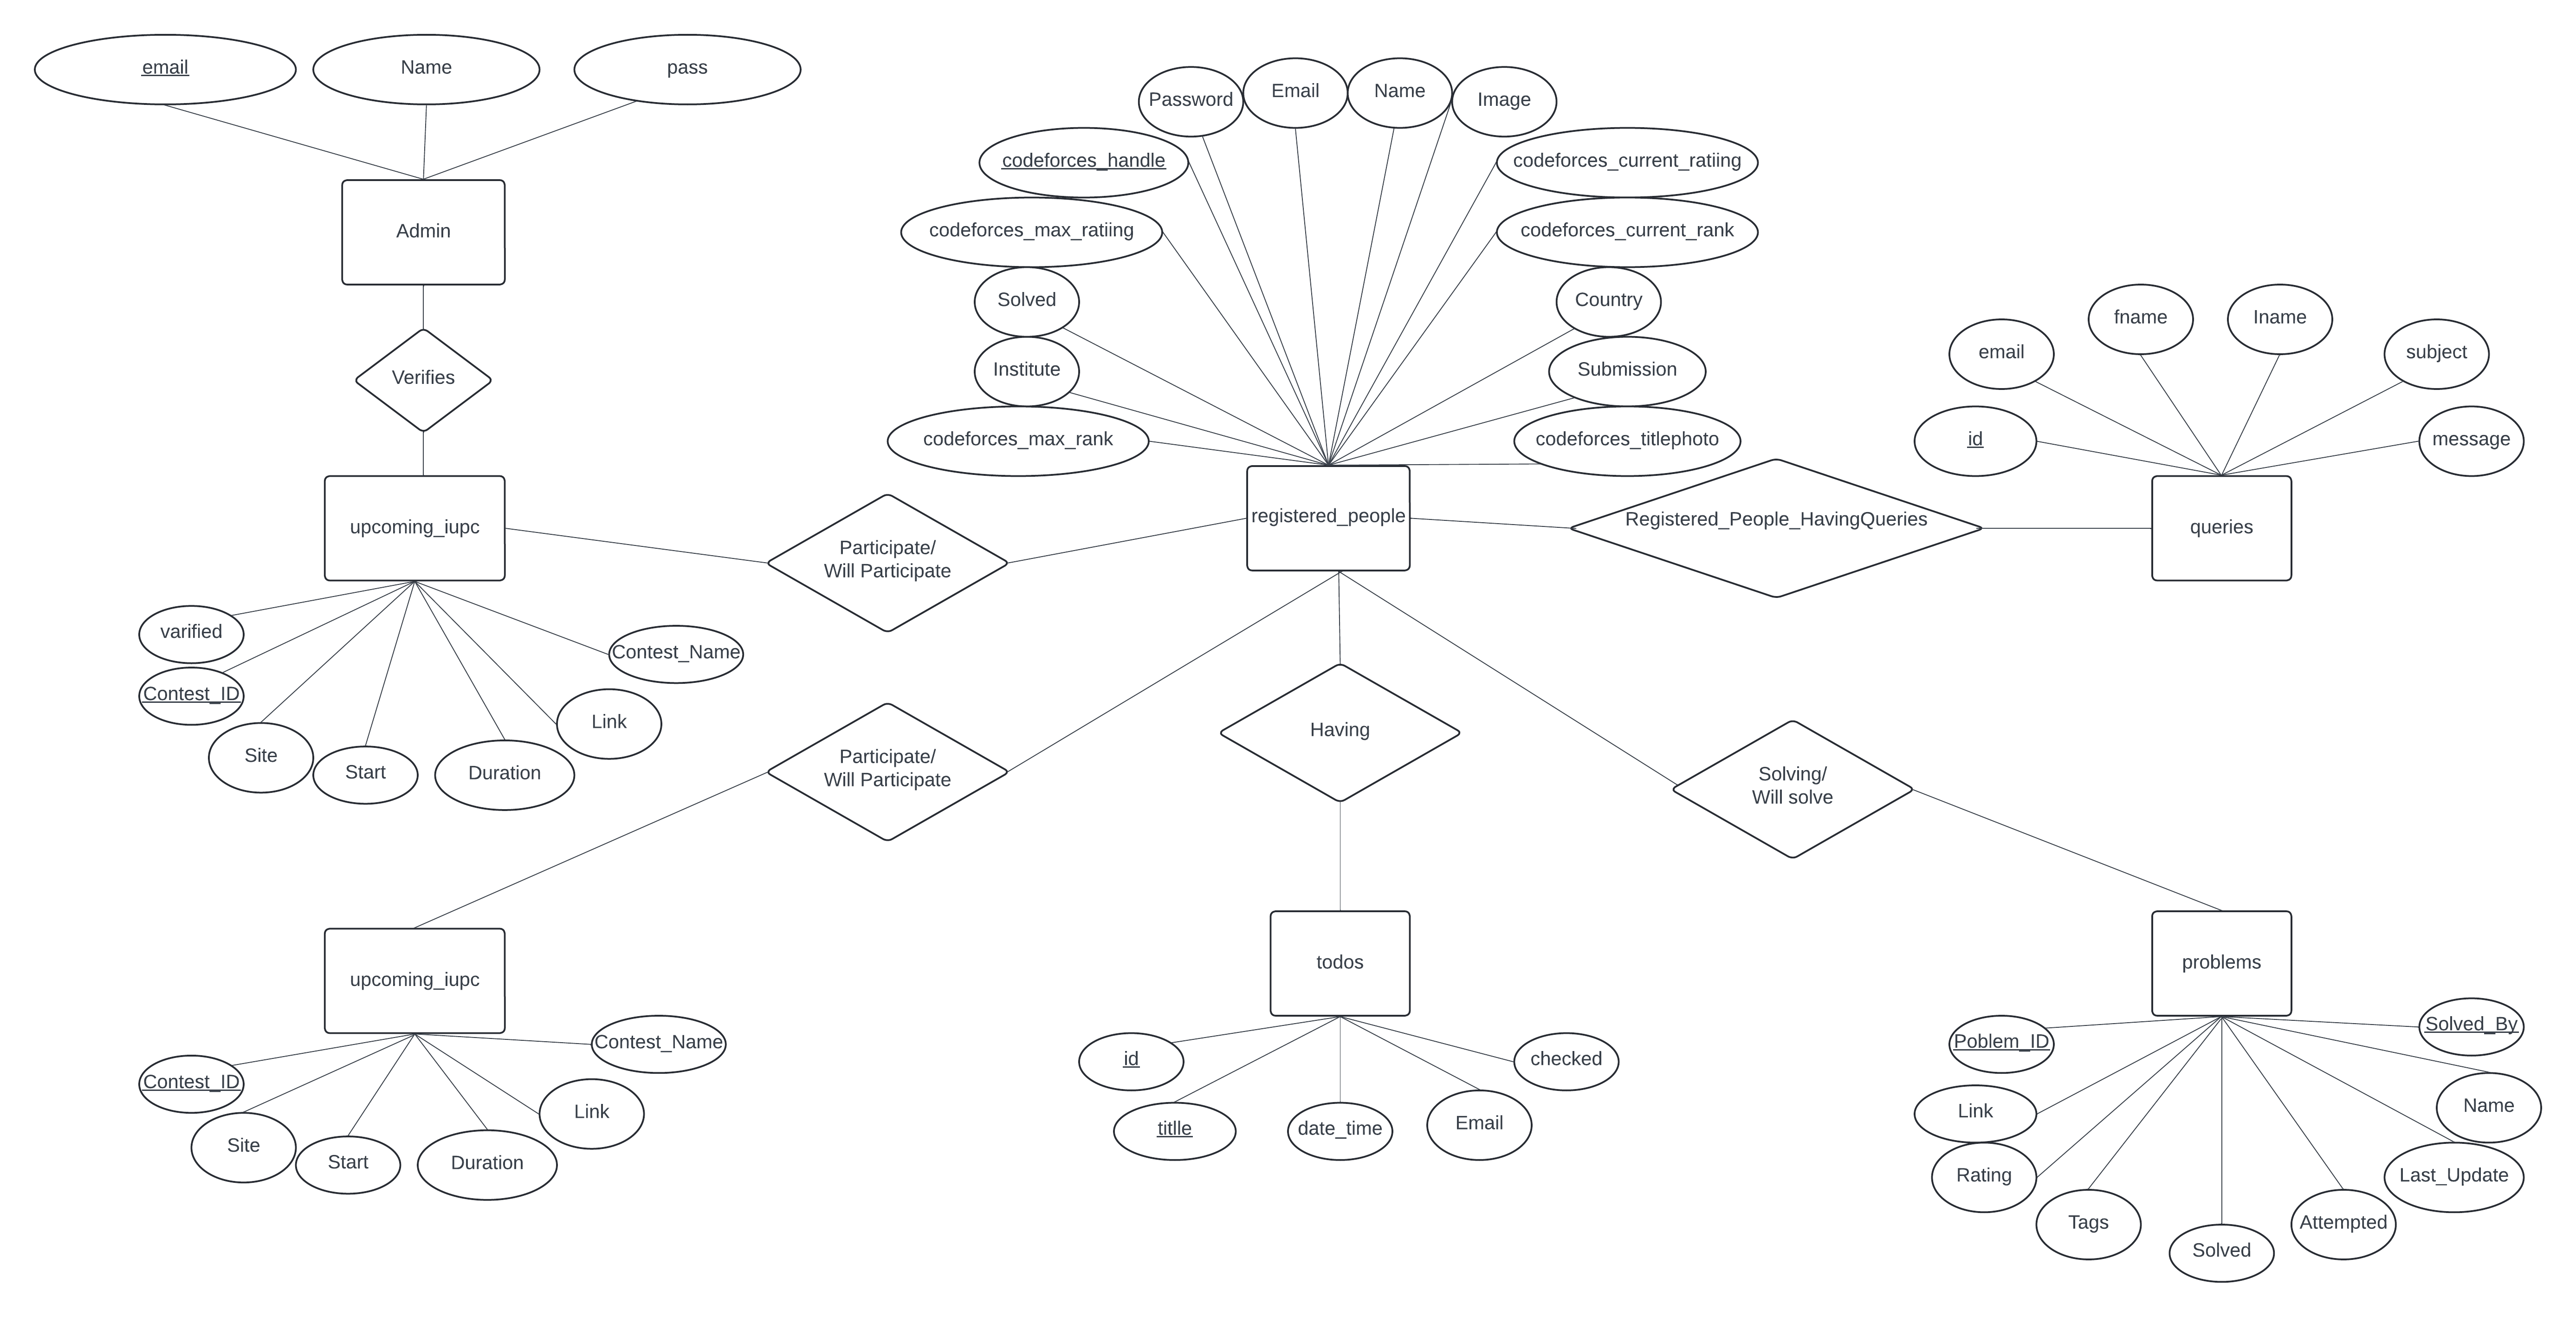 email
Name
pass
Admin
Verifies
upcoming_iupc
varified
Contest_ID
Site
Start
Duration
Link
Contest_Name
Participate/
Will Participate
Password
Email
Name
Image
codeforces_handle
codeforces_current_ratiing
codeforces_max_ratiing
codeforces_current_rank
Solved
Country
Institute
Submission
codeforces_max_rank
codeforces_titlephoto
registered_people
Registered_People_HavingQueries
email
fname
lname
subject
id
message
queries
Participate/
Will Participate
Having
Solving/
Will solve
upcoming_iupc
Contest_ID
Site
Start
Duration
Link
Contest_Name
todos
id
titlle
date_time
Email
checked
problems
Poblem_ID
Link
Rating
Tags
Solved
Attempted
Last_Update
Name
Solved_By